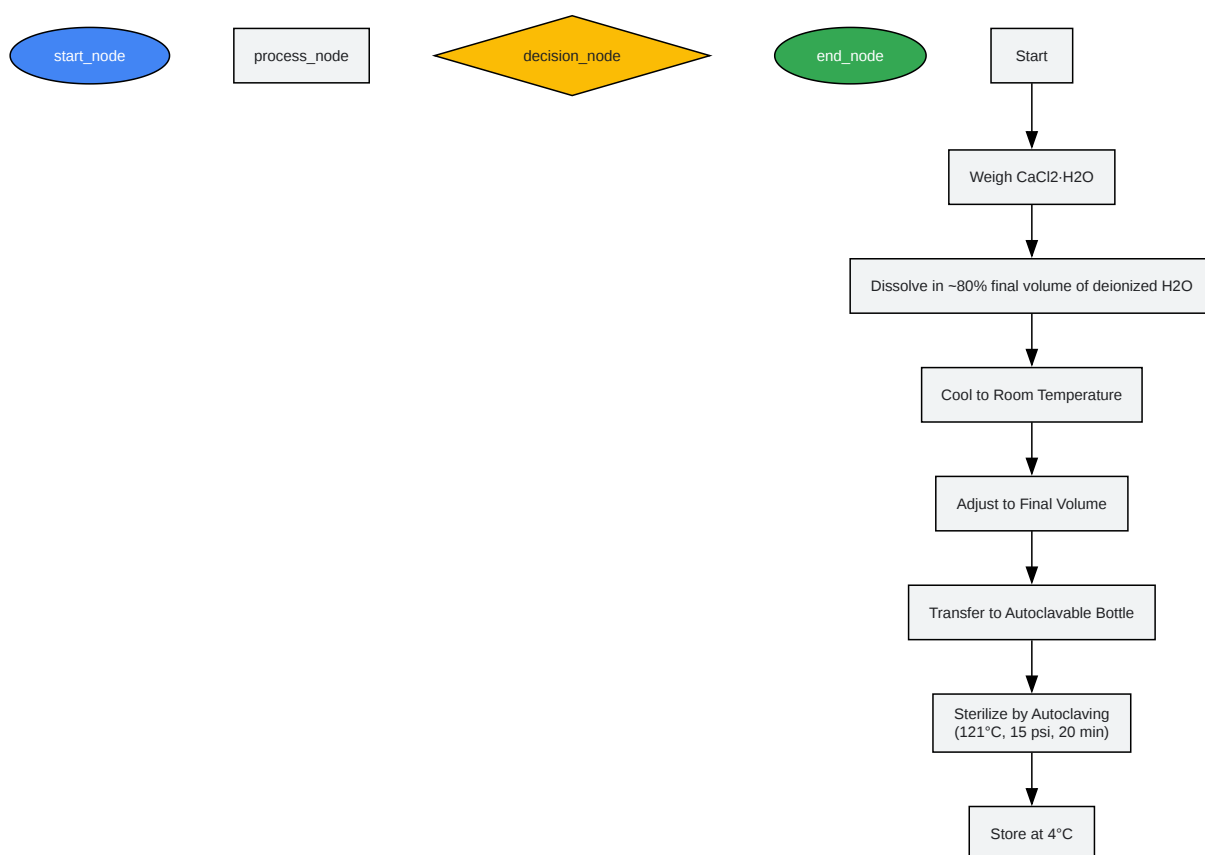 start_node
process_node
decision_node
end_node
Start
Weigh CaCl2·H2O
Dissolve in ~80% final volume of deionized H2O
Cool to Room Temperature
Adjust to Final Volume
Transfer to Autoclavable Bottle
Sterilize by Autoclaving
(121°C, 15 psi, 20 min)
Store at 4°C